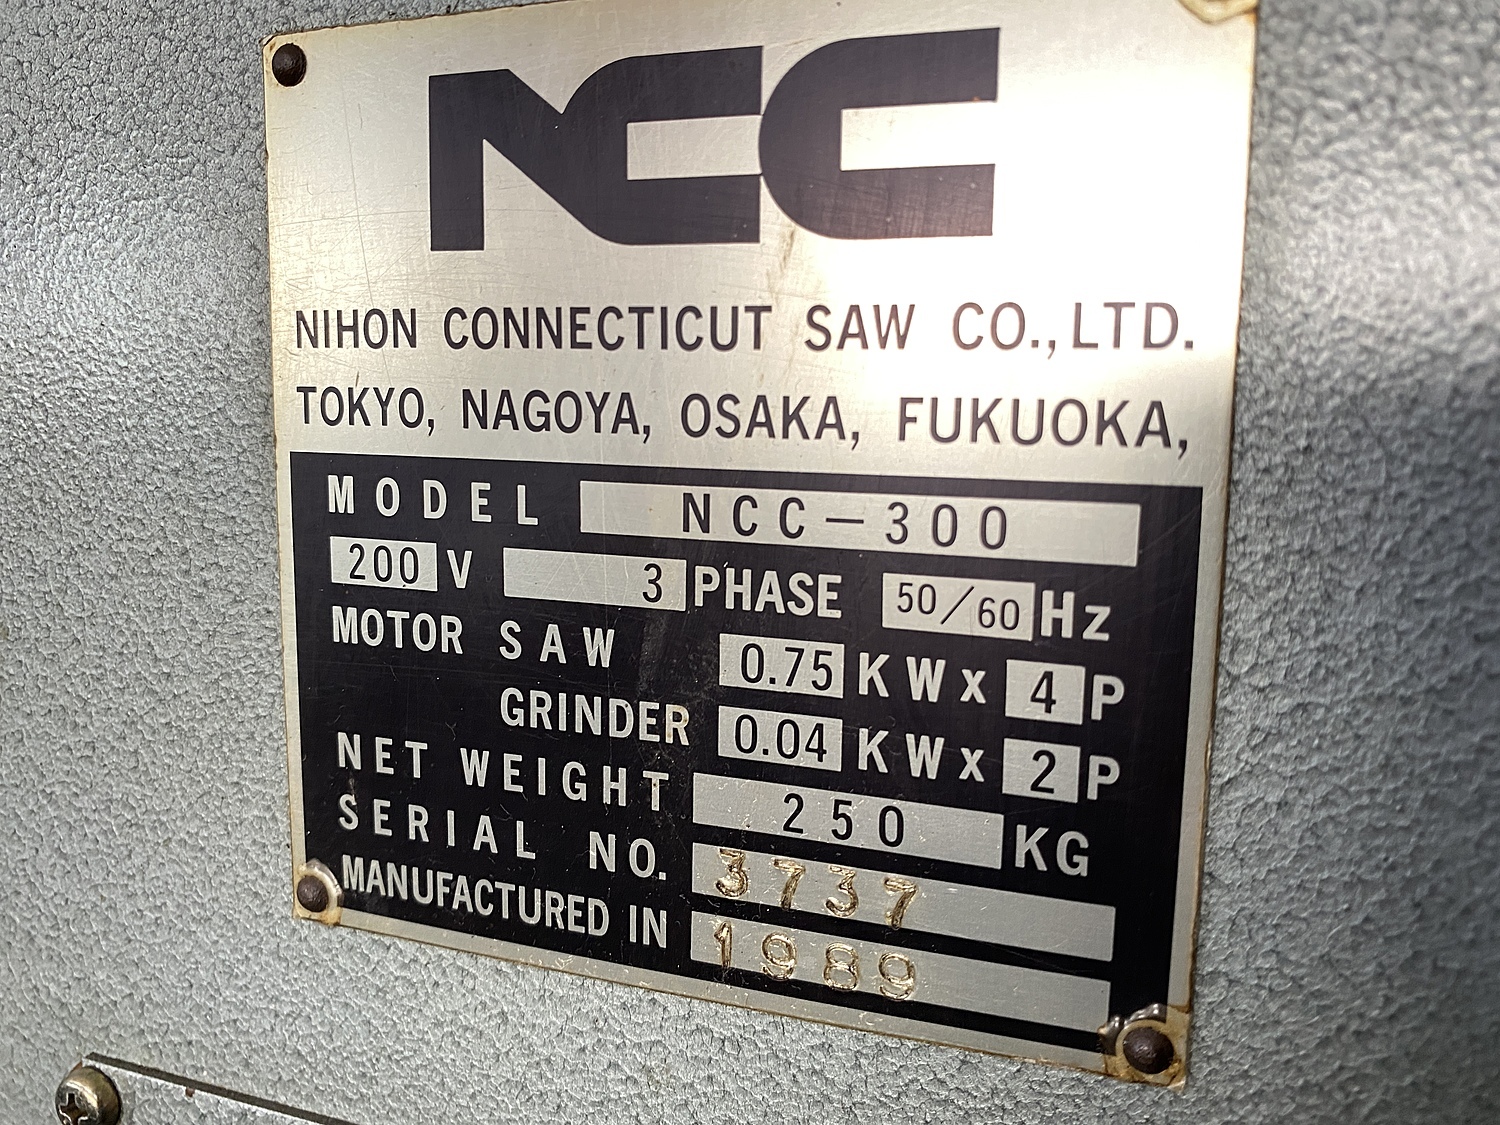 NCC
NIHON CONNECTICUT SAW CO., LTD.
TOKYO, NAGOYA, OSAKA, FUKUOKA,
MODEL NCC-300
200 V 3 PHASE 50/60 Hz
MOTOR SAW 0.75 KW x 4 P
GRINDER 0.04 KW x 2 P
NET WEIGHT 250 KG
SERIAL NO. 3737
MANUFACTURED IN 1989